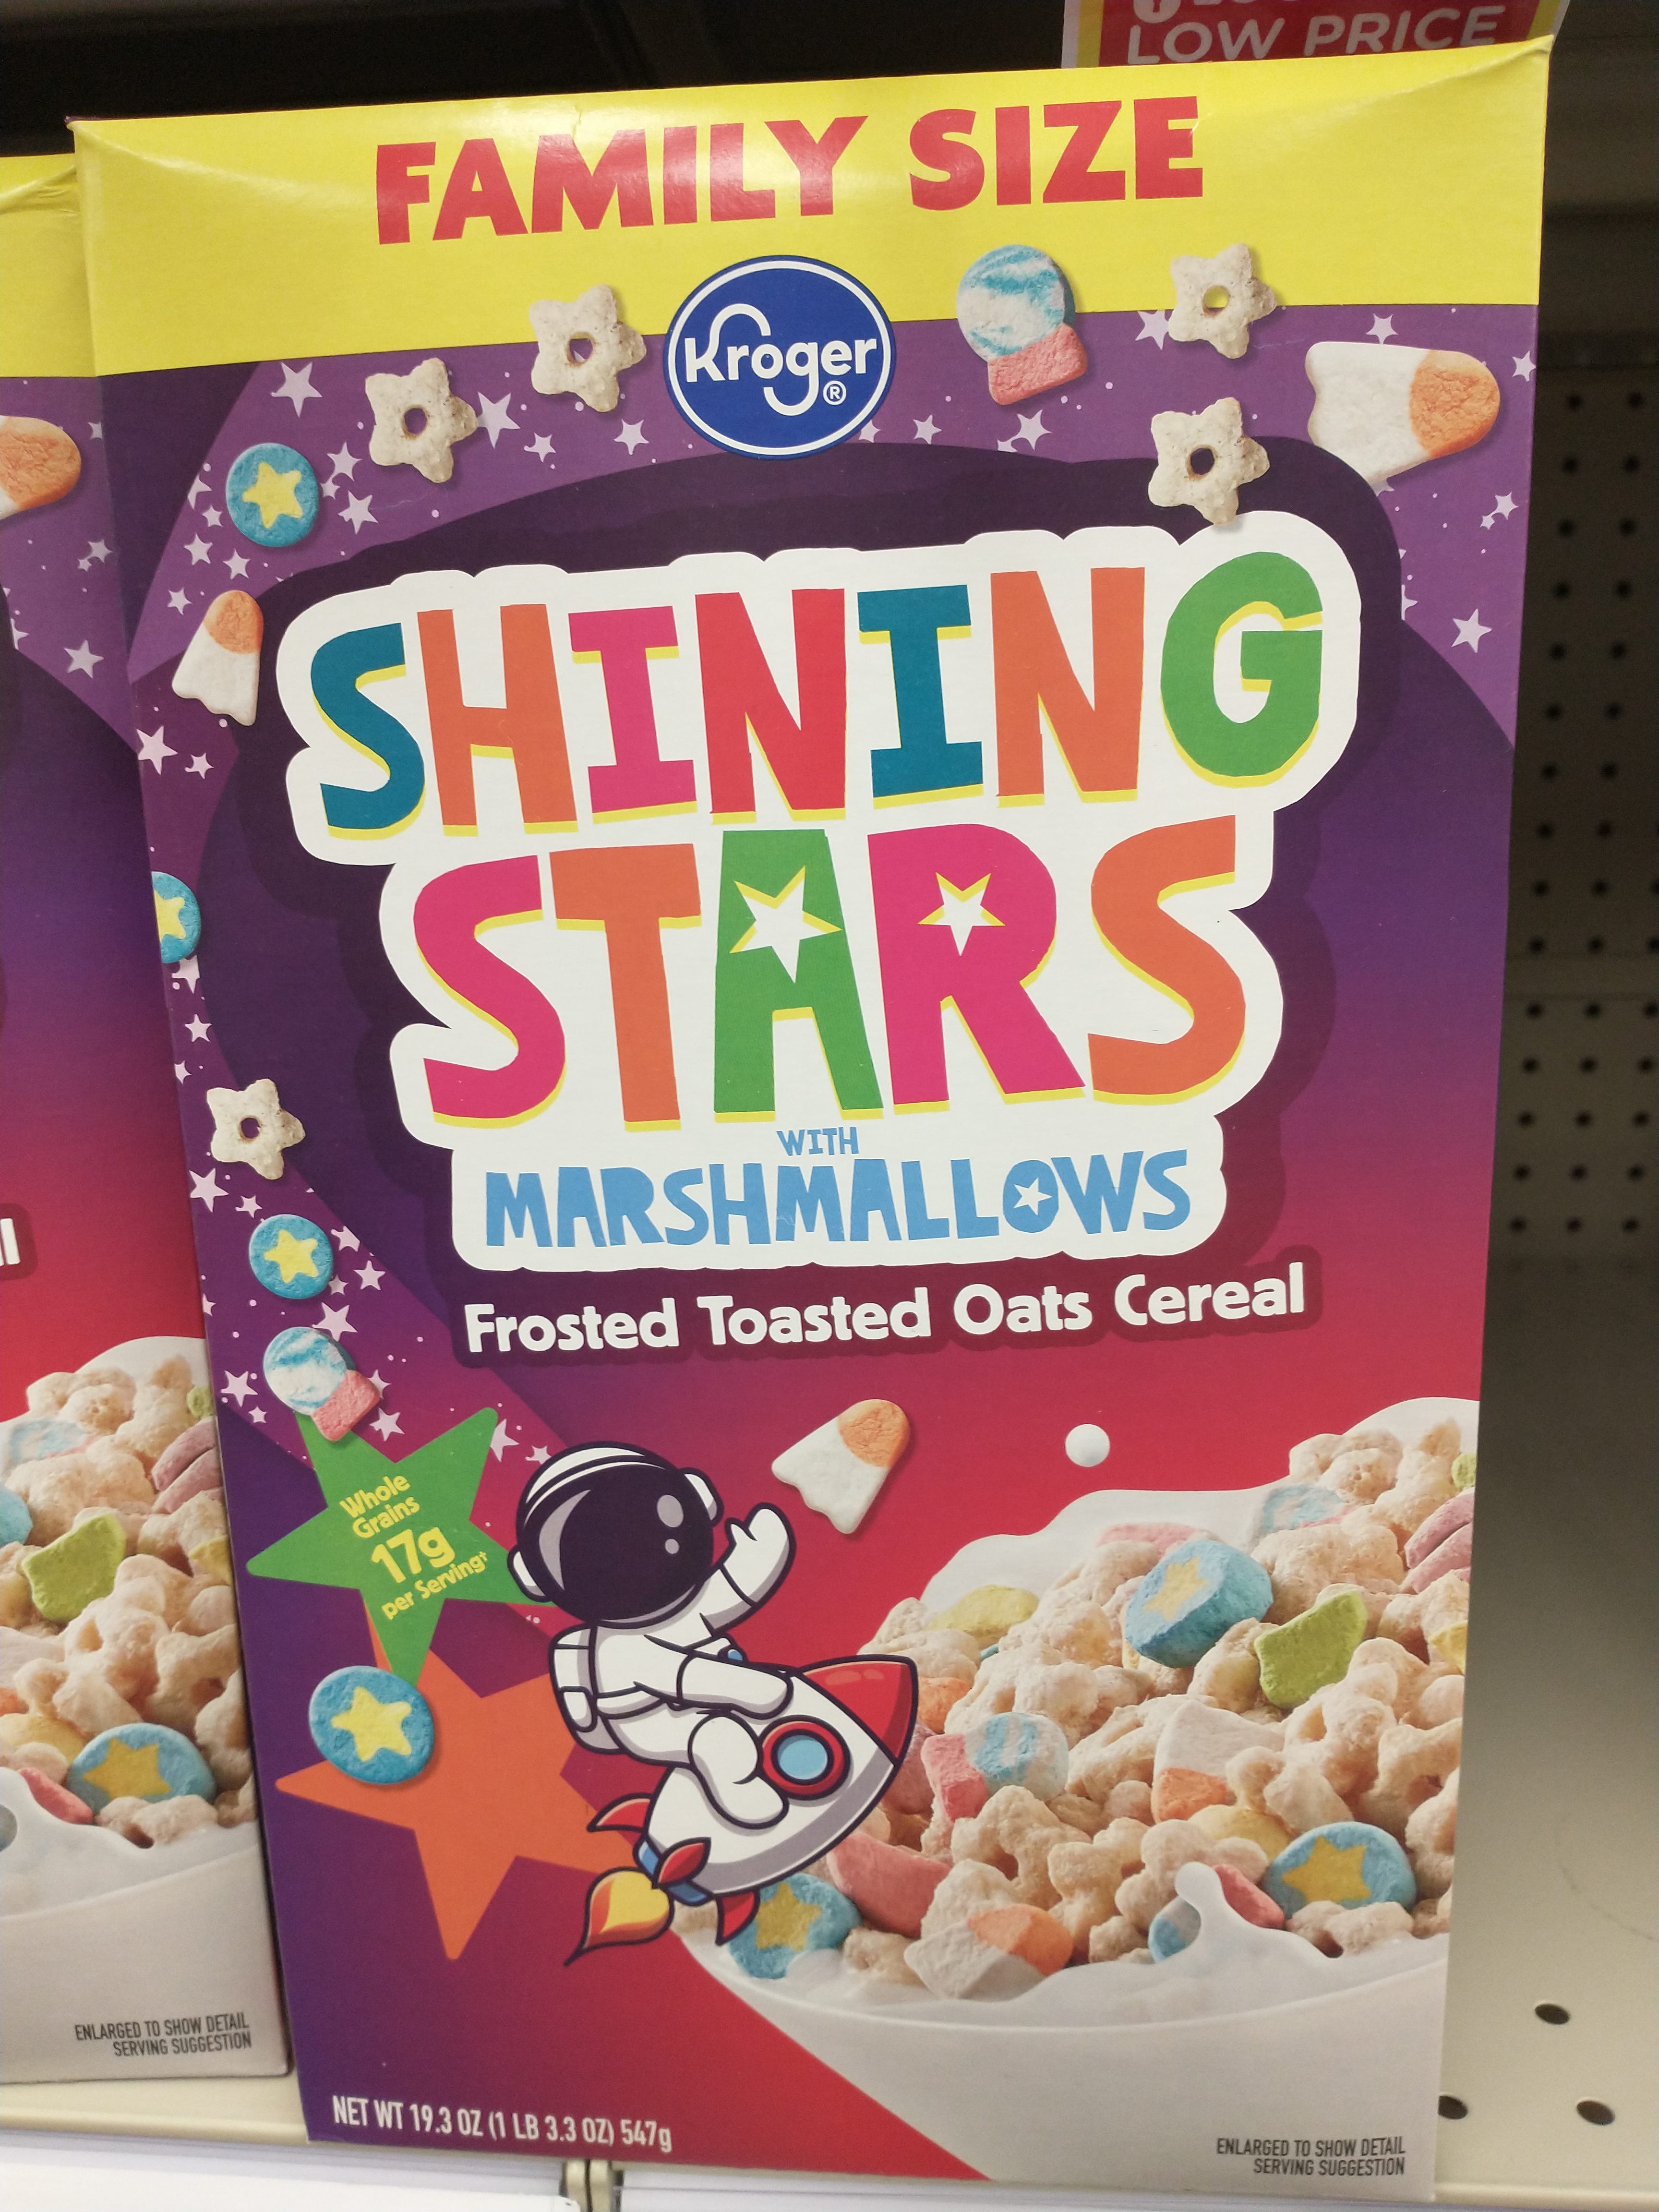 LOW PRICE
FAMILY SIZE
Kroger®
SHINING
STARS
WITH
MARSHMALLOWS
Frosted Toasted Oats Cereal
Whole
Grains
17g
per Serving†
ENLARGED TO SHOW DETAIL
SERVING SUGGESTION
NET WT 19.3 OZ (1 LB 3.3 OZ) 547g
ENLARGED TO SHOW DETAIL
SERVING SUGGESTION